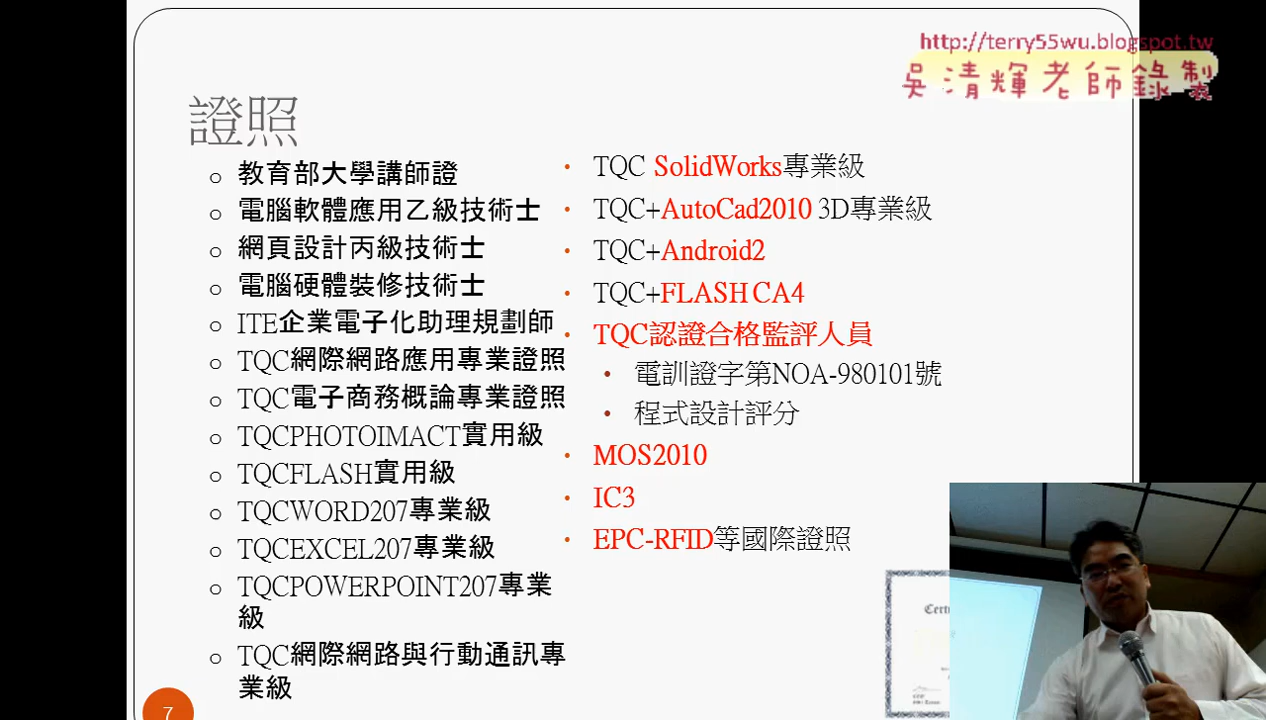 http://terry55wu.blogspot.tw
吳清輝老師錄製
證照
教育部大學講師證
電腦軟體應用乙級技術士
網頁設計丙級技術士
電腦硬體裝修技術士
ITE企業電子化助理規劃師
TQC網際網路應用專業證照
TQC電子商務概論專業證照
TQCPHOTOIMACT實用級
TQCFLASH實用級
TQCWORD207專業級
TQCEXCEL207專業級
TQCPOWERPOINT207專業
級
TQC網際網路與行動通訊專
業級
TQC SolidWorks專業級
TQC+AutoCad2010 3D專業級
TQC+Android2
TQC+FLASH CA4
TQC認證合格監評人員
電訓證字第NOA-980101號
程式設計評分
MOS2010
IC3
EPC-RFID等國際證照
7